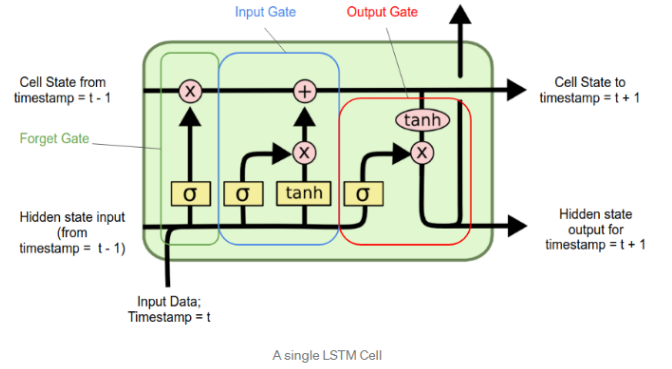 Input Gate
Output Gate
Cell State from
timestamp = t - 1
x
+
Cell State to
timestamp = t + 1
tanh
Forget Gate
x
x
σ
σ
tanh
σ
Hidden state input
(from
timestamp = t - 1)
Hidden state
output for
timestamp = t + 1
Input Data;
Timestamp = t
A single LSTM Cell